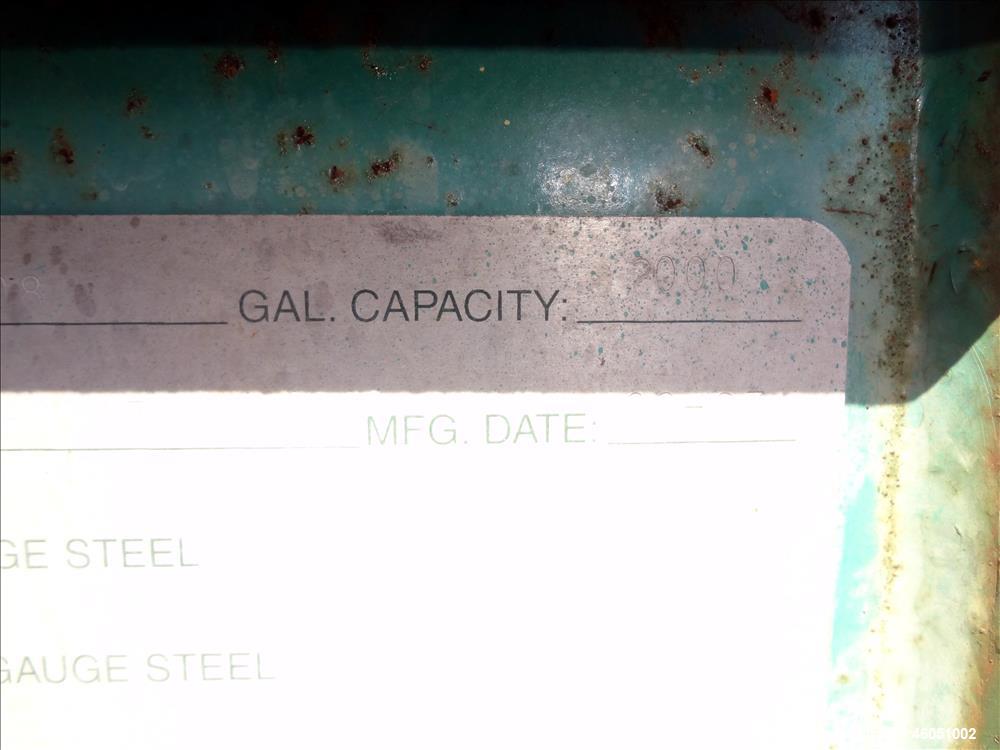 2000
GAL. CAPACITY:
MFG. DATE:
GE STEEL
GAUGE STEEL
46051002